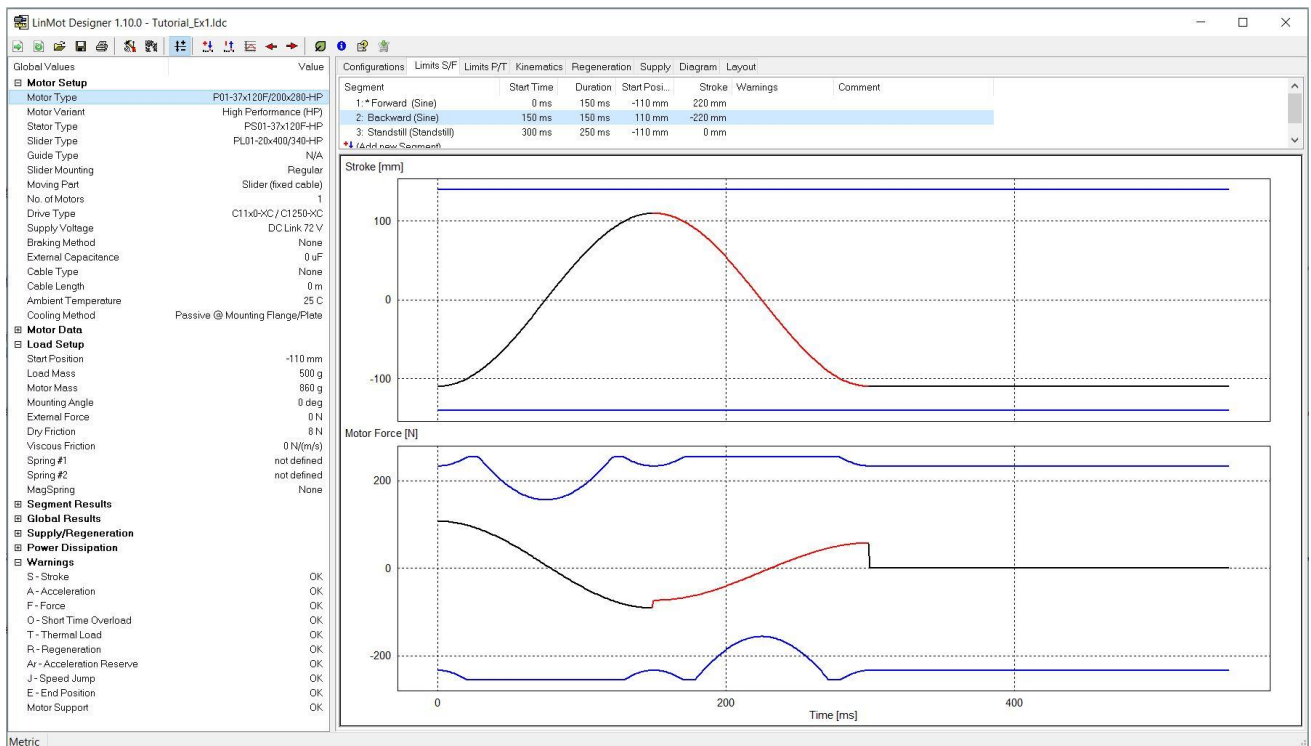 LinMot Designer 1.10.0 - Tutorial_Ex1.ldc
Global Values Value
Motor Setup
Motor Type P01-37x120F/200x280-HP
Motor Variant High Performance (HP)
Stator Type PS01-37x120F-HP
Slider Type PL01-20x400/340-HP
Guide Type N/A
Slider Mounting Regular
Moving Part Slider (fixed cable)
No. of Motors 1
Drive Type C11x0-XC / C1250-XC
Supply Voltage DC Link 72 V
Braking Method None
External Capacitance 0 uF
Cable Type None
Cable Length 0 m
Ambient Temperature 25 C
Cooling Method Passive @ Mounting Flange/Plate
Motor Data
Load Setup
Start Position -110 mm
Load Mass 500 g
Motor Mass 860 g
Mounting Angle 0 deg
External Force 0 N
Dry Friction 8 N
Viscous Friction 0 N/(m/s)
Spring #1 not defined
Spring #2 not defined
MagSpring None
Segment Results
Global Results
Supply/Regeneration
Power Dissipation
Warnings
S - Stroke OK
A - Acceleration OK
F - Force OK
O - Short Time Overload OK
T - Thermal Load OK
R - Regeneration OK
Ar - Acceleration Reserve OK
J - Speed Jump OK
E - End Position OK
Motor Support OK
Configurations Limits S/F Limits P/T Kinematics Regeneration Supply Diagram Layout
Segment Start Time Duration Start Posi... Stroke Warnings Comment
1: * Forward (Sine) 0 ms 150 ms -110 mm 220 mm
2: Backward (Sine) 150 ms 150 ms 110 mm -220 mm
3: Standstill (Standstill) 300 ms 250 ms -110 mm 0 mm
(Add new Segment)
Stroke [mm]
100
0
-100
Motor Force [N]
200
0
-200
0 200 400
Time [ms]
Metric